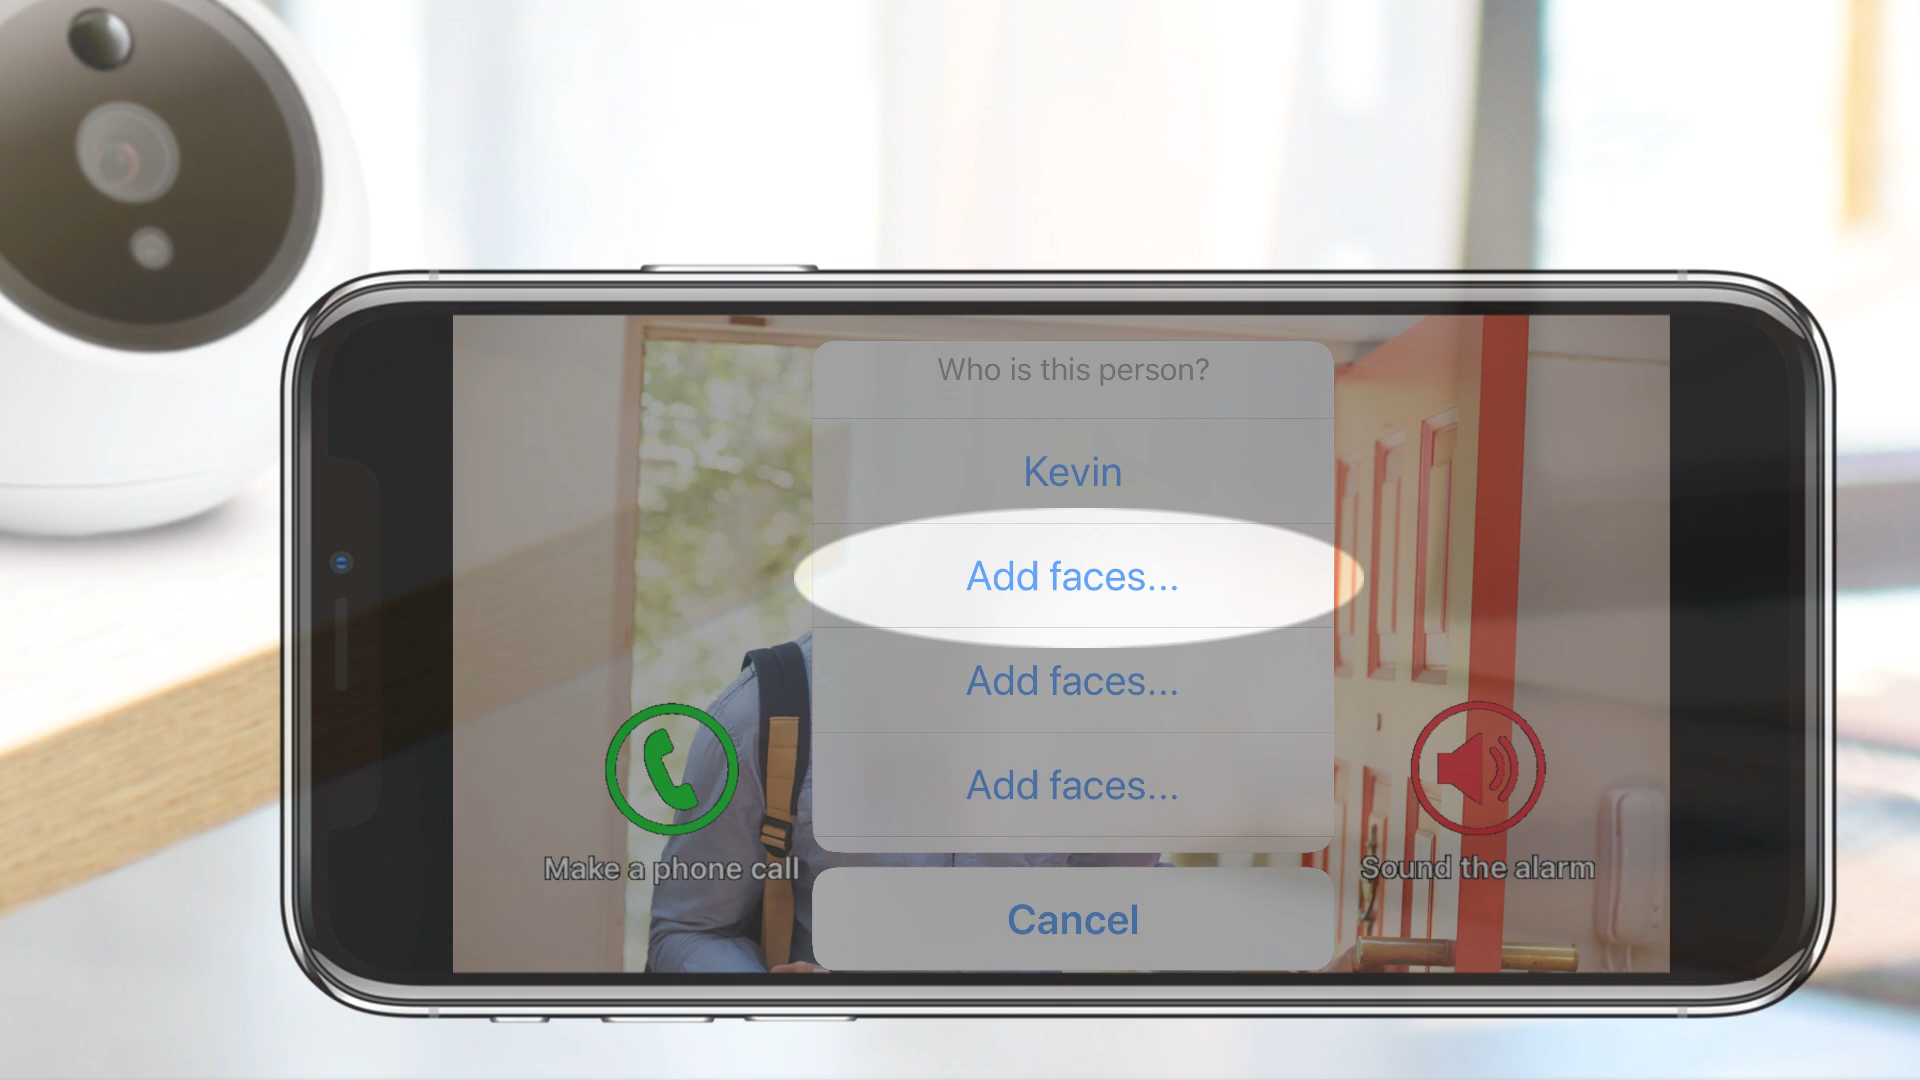 Who is this person?
Kevin
Add faces...
Add faces...
Add faces...
Make a phone call
Sound the alarm
Cancel